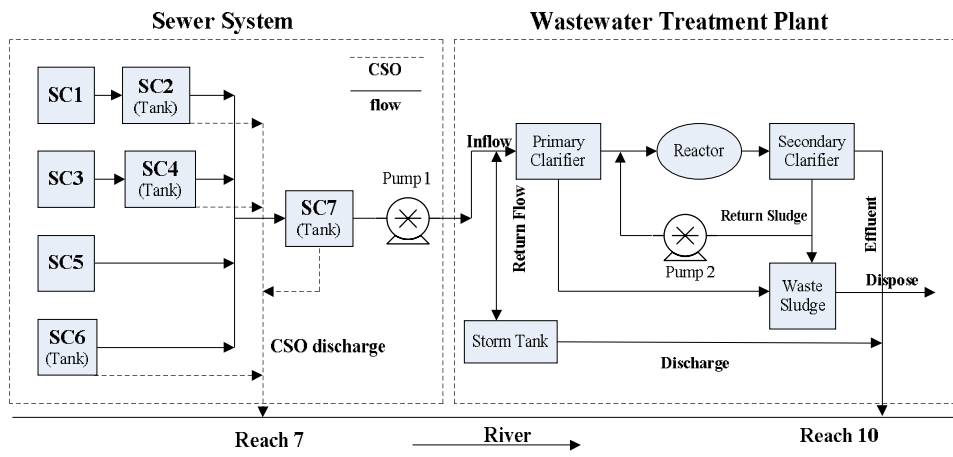 Sewer System
Wastewater Treatment Plant
CSO
flow
SC1
SC2
(Tank)
SC3
SC4
(Tank)
SC5
SC6
(Tank)
SC7
(Tank)
Pump 1
CSO discharge
Inflow
Primary
Clarifier
Reactor
Secondary
Clarifier
Return Flow
Return Sludge
Pump 2
Effluent
Waste
Sludge
Dispose
Storm Tank
Discharge
Reach 7
River
Reach 10